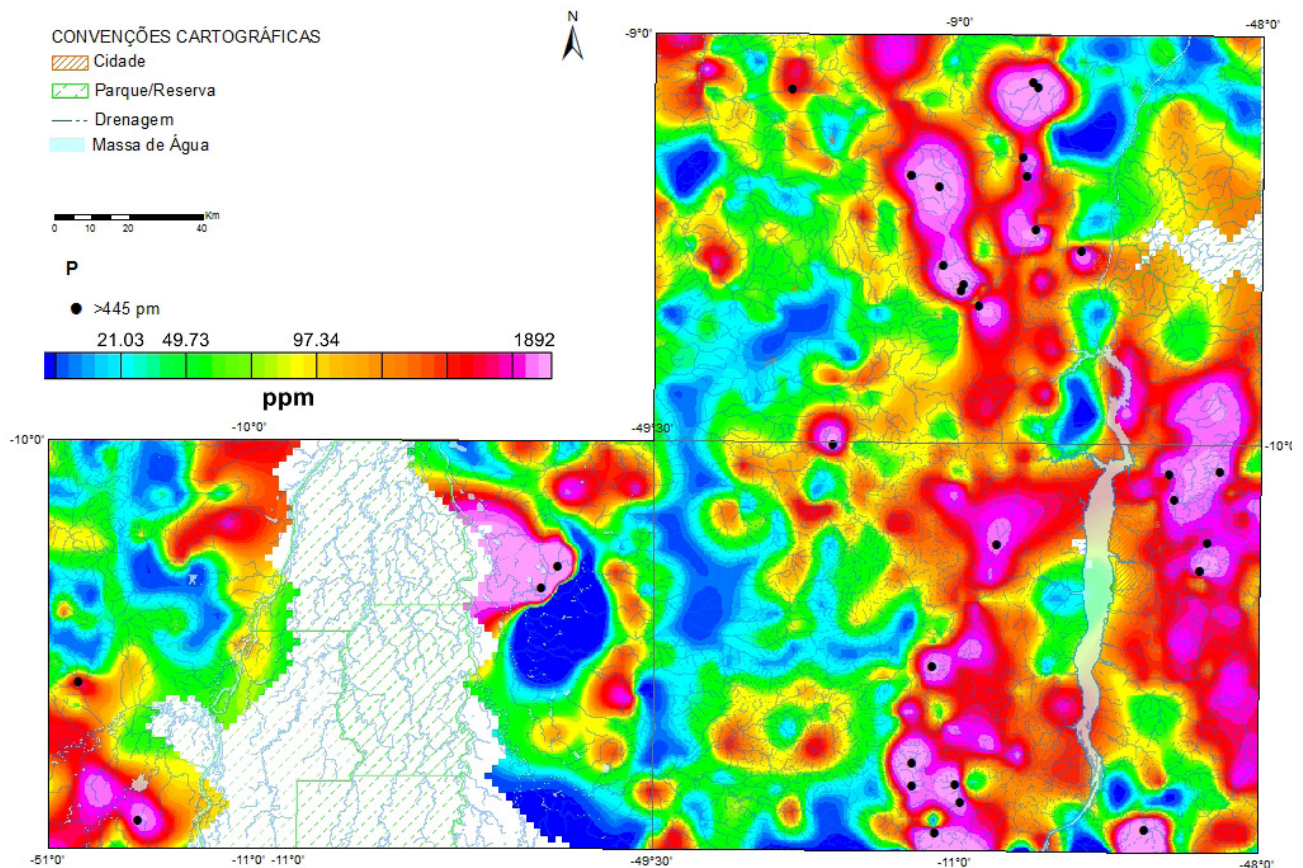 N
-9°0' -48°0'
-9°0'
CONVENÇÕES CARTOGRÁFICAS
Cidade
Parque/Reserva
Drenagem
Massa de Água
Km
0 10 20 40
P
>445 pm
21.03 49.73 97.34 1892
ppm
-10°0' -10°0' -49°30' -10°0'
-51°0' -11°0' -11°0' -49°30' -11°0' -48°0'